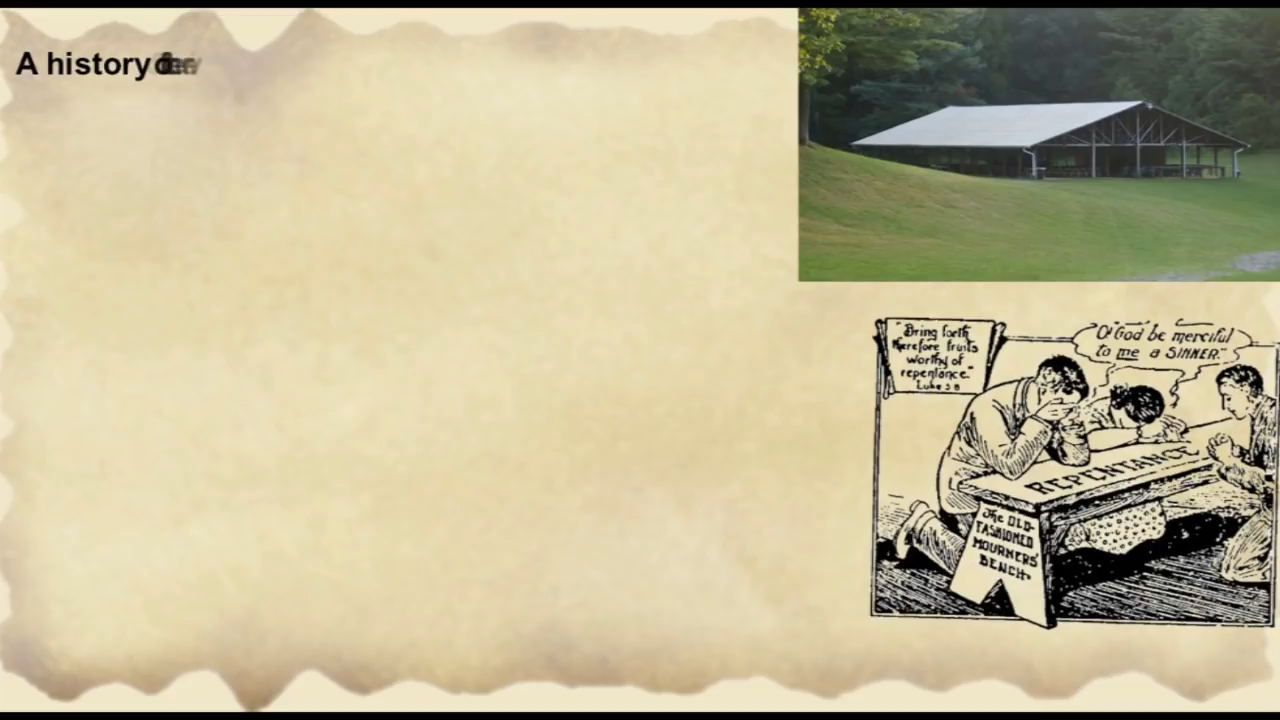 A history
"Bring forth
therefore fruits
worthy of
repentance."
Luke 3 8
"O' God be merciful
to me a SINNER."
REPENTANCE
The OLD-
FASHIONED
MOURNERS'
BENCH